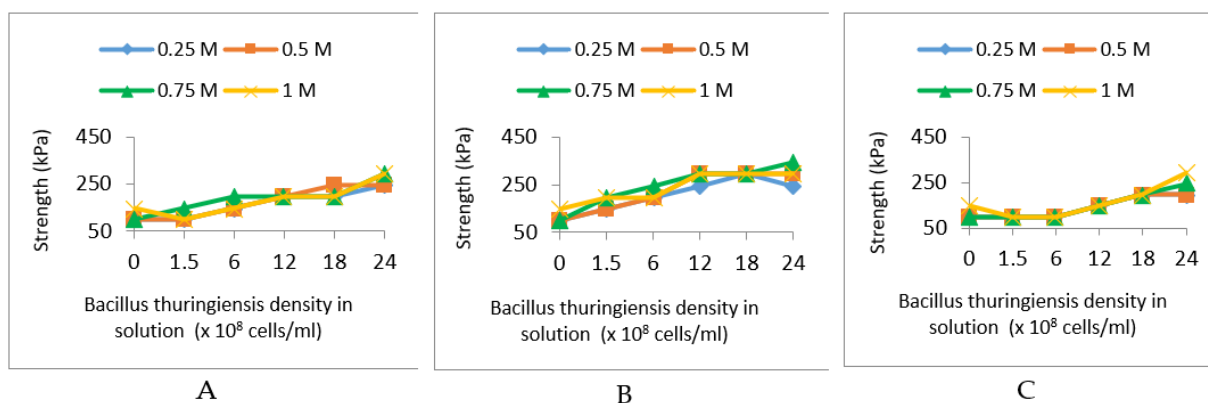 0.25 M 0.5 M
0.75 M 1 M
Strength (kPa)
450
250
50
0 1.5 6 12 18 24
Bacillus thuringiensis density in
solution (x 10⁸ cells/ml)
A
0.25 M 0.5 M
0.75 M 1 M
Strength (kPa)
450
250
50
0 1.5 6 12 18 24
Bacillus thuringiensis density in
solution (x 10⁸ cells/ml)
B
0.25 M 0.5 M
0.75 M 1 M
Strength (kPa)
450
250
50
0 1.5 6 12 18 24
Bacillus thuringiensis density in
solution (x 10⁸ cells/ml)
C